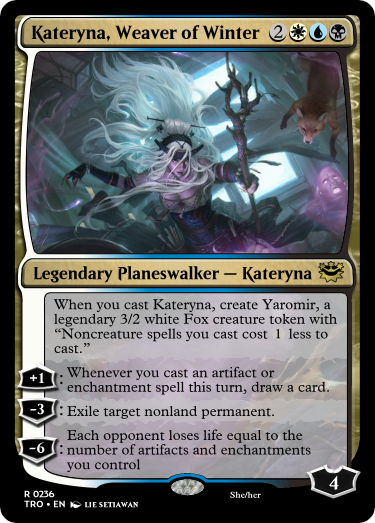 Kateryna, Weaver of Winter 2
Legendary Planeswalker — Kateryna
When you cast Kateryna, create Yaromir, a
legendary 3/2 white Fox creature token with
“Noncreature spells you cast cost 1 less to
cast.”
+1: Whenever you cast an artifact or
enchantment spell this turn, draw a card.
-3: Exile target nonland permanent.
-6: Each opponent loses life equal to the
number of artifacts and enchantments
you control
4
R 0236
TRO • EN LIE SETIAWAN
She/her